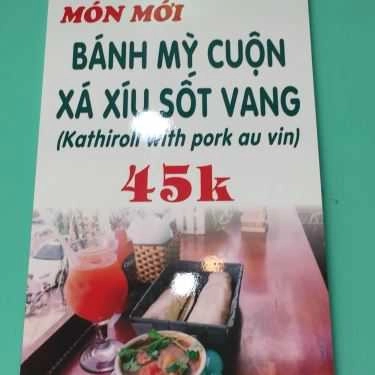 MÓN MỚI
BÁNH MỲ CUỘN
XÁ XÍU SỐT VANG
(Kathiroll with pork au vin)
45k